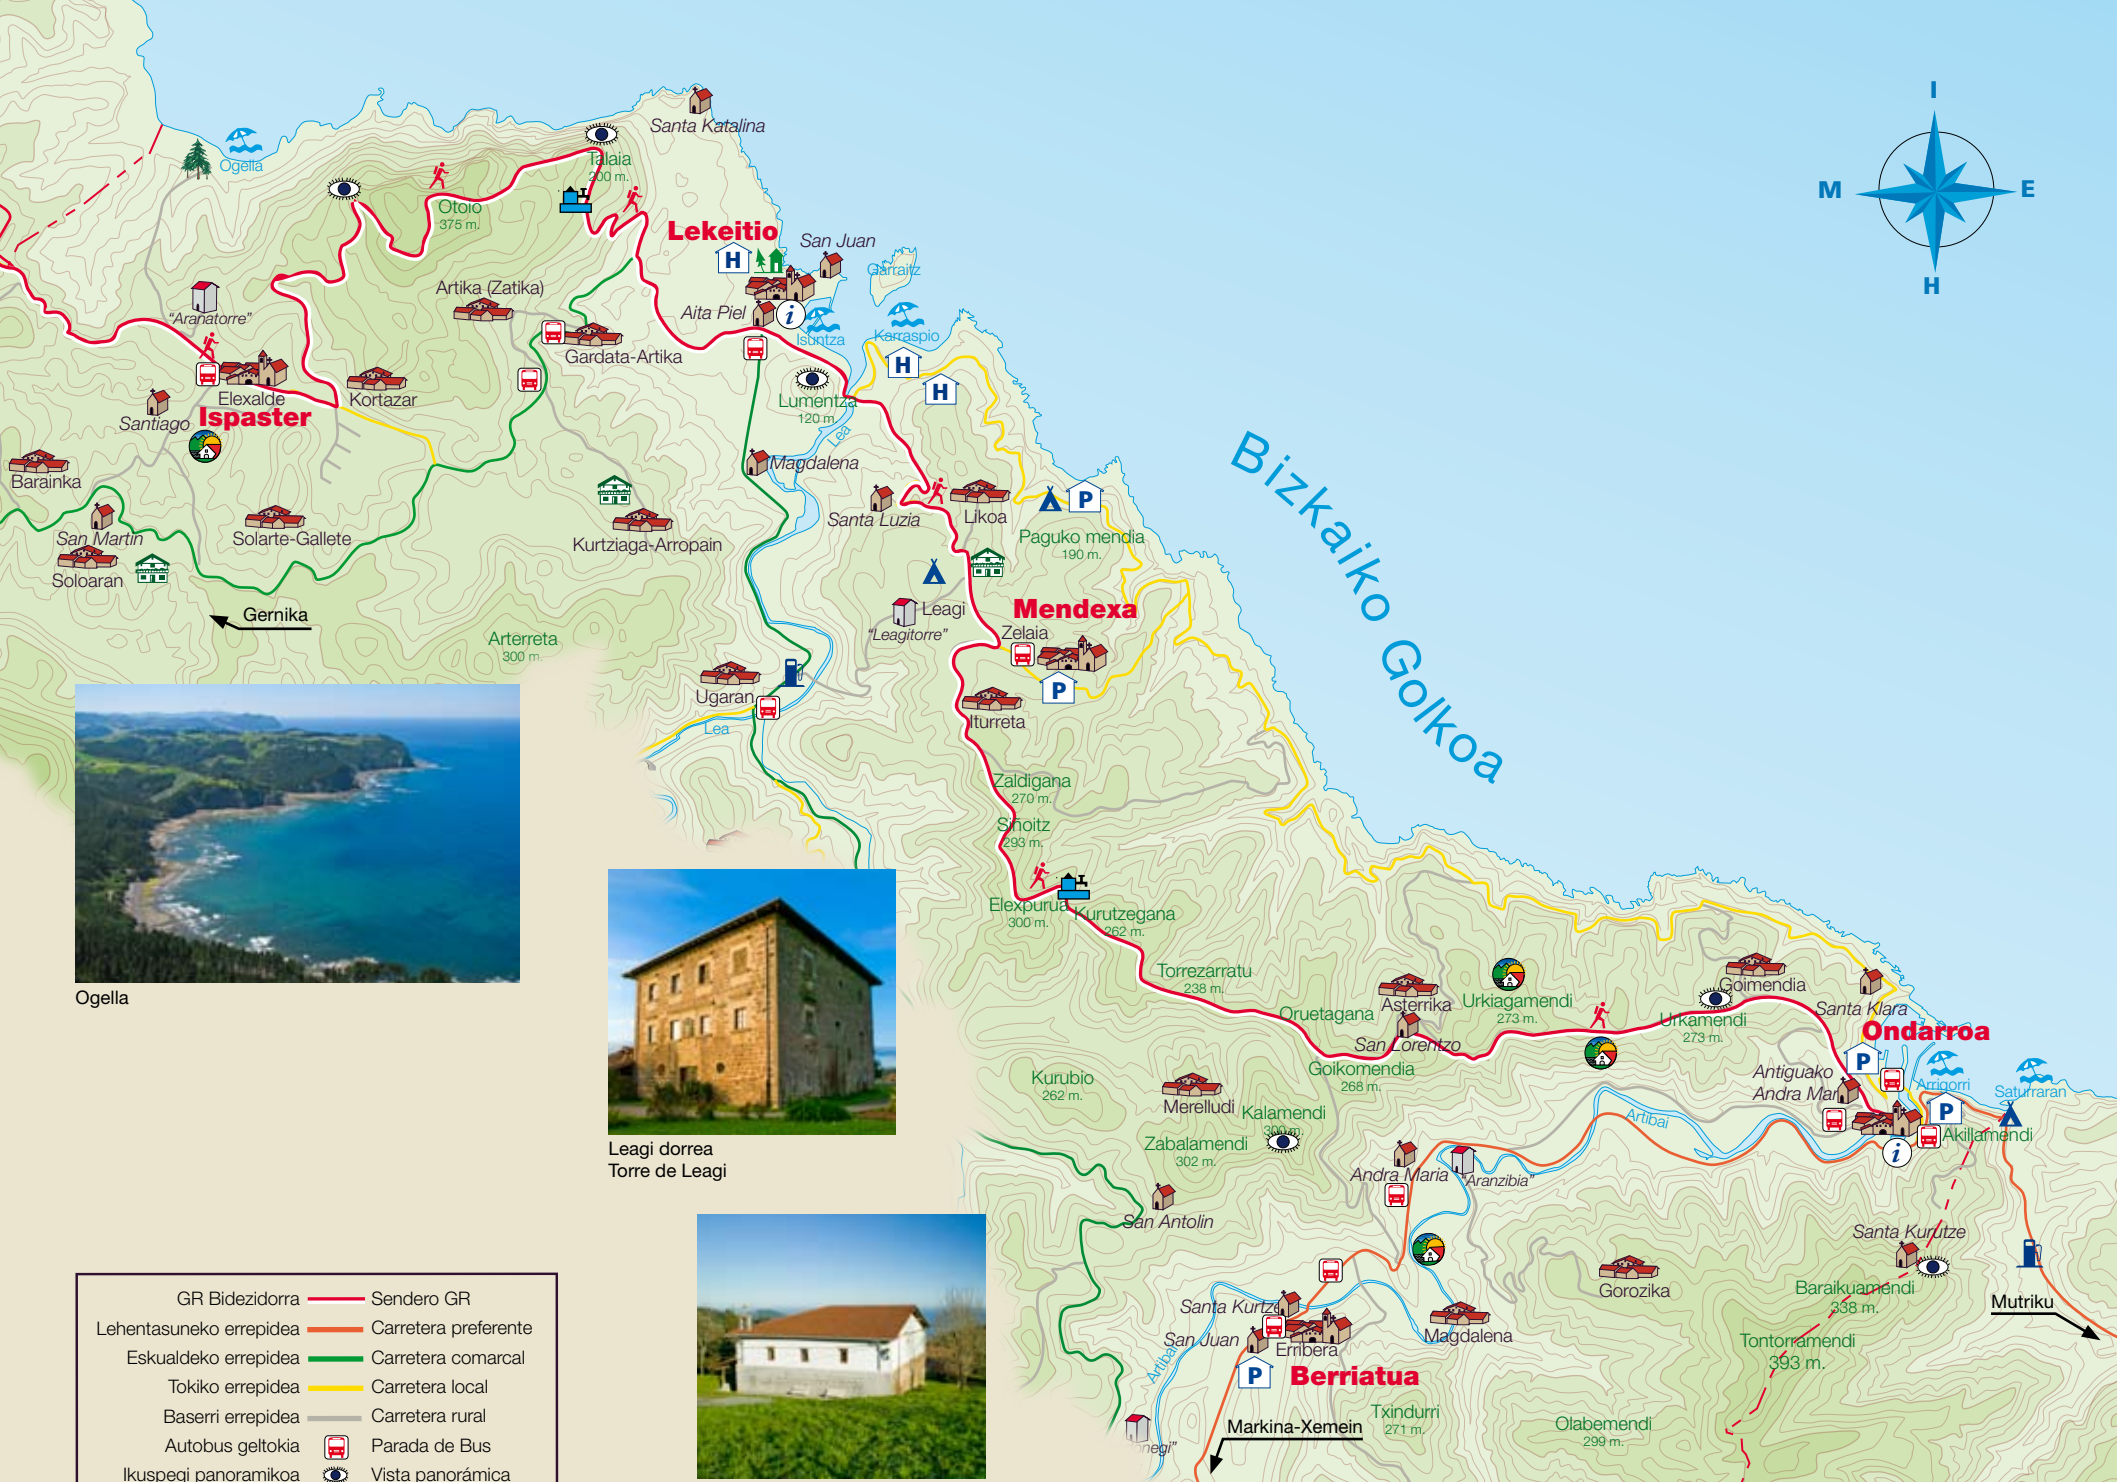 I
M
E
H
Santa Katalina
Ogella
Talaia
200 m.
Otoio
375 m.
Lekeitio
H
San Juan
Garraitz
Artika (Zatika)
"Aranatorre"
Aita Piel
i
Isuntza
Karraspio
H
H
Gardata-Artika
Elexalde
Kortazar
Ispaster
Santiago
Lumentza
120 m.
Lea
Barainka
Magdalena
Bizkaiko Golkoa
San Martin
Solarte-Gallete
Soloaran
Kurtziaga-Arropain
Santa Luzia
Likoa
P
Paguko mendia
190 m.
Gernika
Leagi
"Leagitorre"
Mendexa
Zelaia
P
Arterreta
300 m.
Ugaran
Lea
Iturreta
Zaldigana
270 m.
Siñoitz
293 m.
Elexpurua
300 m.
Kurutzegana
262 m.
Torrezarratu
238 m.
Oruetagana
Asterrika
San Lorentzo
Goikomendia
268 m.
Urkiagamendi
273 m.
Urkamendi
273 m.
Goimendia
Santa Klara
Ondarroa
P
Antiguako
Andra Mari
Arrigorri
P
Saturraran
Akillamendi
i
Artibai
Kurubio
262 m.
Merelludi
Kalamendi
300 m.
Zabalamendi
302 m.
Andra Maria
"Aranzibia"
San Antolin
Santa Kurutze
Baraikuamendi
338 m.
Mutriku
Gorozika
Tontorramendi
393 m.
Santa Kurtze
San Juan
Erribera
Magdalena
Artibai
P
Berriatua
Txindurri
271 m.
Olabemendi
299 m.
Markina-Xemein
onegi"
Ogella
Leagi dorrea
Torre de Leagi
GR Bidezidorra Sendero GR
Lehentasuneko errepidea Carretera preferente
Eskualdeko errepidea Carretera comarcal
Tokiko errepidea Carretera local
Baserri errepidea Carretera rural
Autobus geltokia Parada de Bus
Ikuspegi panoramikoa Vista panorámica